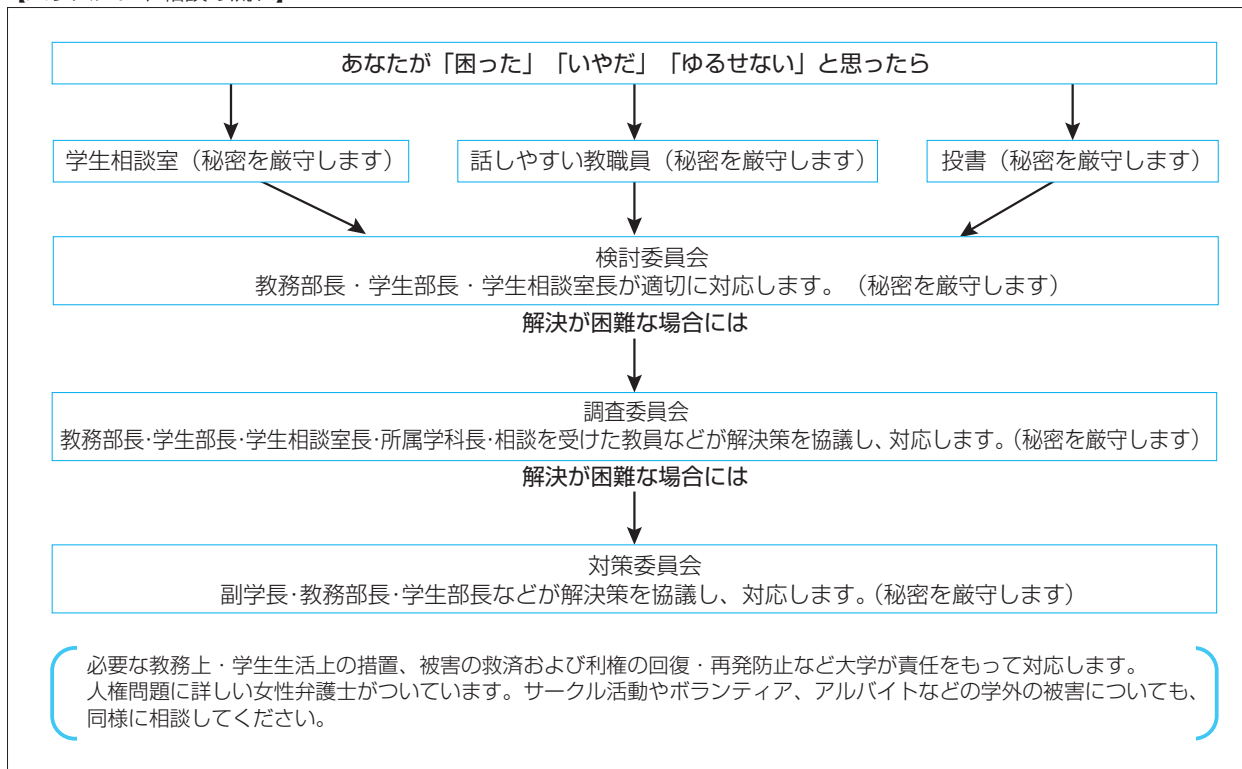 あなたが「困った」「いやだ」「ゆるせない」と思ったら
学生相談室(秘密を厳守します)
話しやすい教職員(秘密を厳守します)
投書(秘密を厳守します)
検討委員会
教務部長・学生部長・学生相談室長が適切に対応します。(秘密を厳守します)
解決が困難な場合には
調査委員会
教務部長・学生部長・学生相談室長・所属学科長・相談を受けた教員などが解決策を協議し、対応します。(秘密を厳守します)
解決が困難な場合には
対策委員会
副学長・教務部長・学生部長などが解決策を協議し、対応します。(秘密を厳守します)
必要な教務上・学生生活上の措置、被害の救済および利権の回復・再発防止など大学が責任をもって対応します。
人権問題に詳しい女性弁護士がついています。サークル活動やボランティア、アルバイトなどの学外の被害についても、
同様に相談してください。